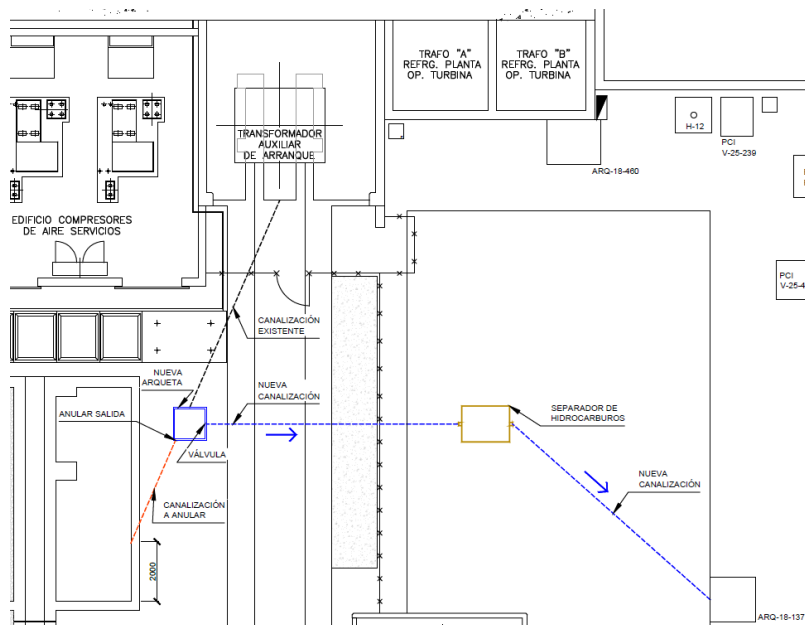 TRAFO "A"
REFRG. PLANTA
OP. TURBINA
TRAFO "B"
REFRG. PLANTA
OP. TURBINA
TRANSFORMADOR
AUXILIAR
DE ARRANQUE
H-12
PCI
V-25-239
ARQ-18-460
EDIFICIO COMPRESORES
DE AIRE SERVICIOS
PCI
V-25-4
CANALIZACIÓN
EXISTENTE
NUEVA
ARQUETA
NUEVA
CANALIZACIÓN
ANULAR SALIDA
SEPARADOR DE
HIDROCARBUROS
VÁLVULA
NUEVA
CANALIZACIÓN
CANALIZACIÓN
A ANULAR
2000
ARQ-18-137